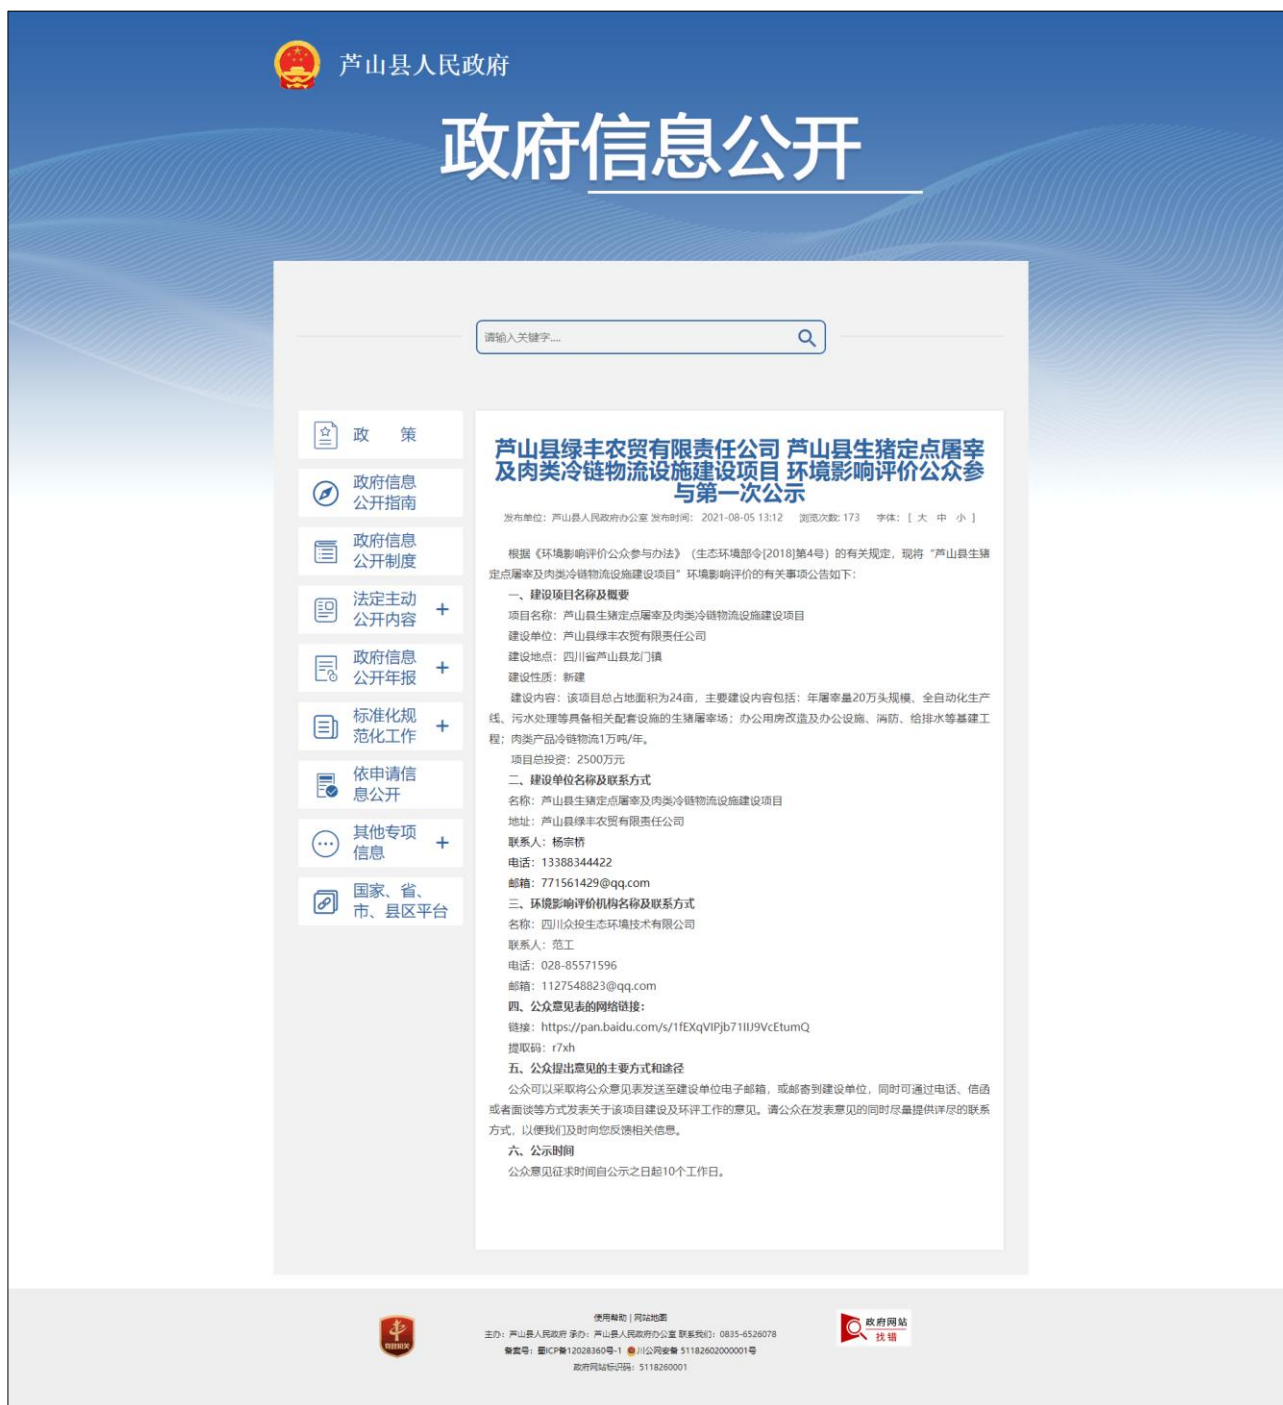 芦山县人民政府
政府信息公开
请输入关键字....
政 策
政府信息
公开指南
政府信息
公开制度
法定主动
公开内容 +
政府信息
公开年报 +
标准化规
范化工作 +
依申请信
息公开
其他专项
信息 +
国家、省、
市、县区平台
芦山县绿丰农贸有限责任公司 芦山县生猪定点屠宰
及肉类冷链物流设施建设项目 环境影响评价公众参
与第一次公示
发布单位：芦山县人民政府办公室 发布时间： 2021-08-05 13:12 浏览次数: 173 字体：[ 大 中 小 ]
根据《环境影响评价公众参与办法》（生态环境部令[2018]第4号）的有关规定，现将“芦山县生猪
定点屠宰及肉类冷链物流设施建设项目”环境影响评价的有关事项公告如下：
一、建设项目名称及概要
项目名称：芦山县生猪定点屠宰及肉类冷链物流设施建设项目
建设单位：芦山县绿丰农贸有限责任公司
建设地点：四川省芦山县龙门镇
建设性质：新建
建设内容：该项目总占地面积为24亩，主要建设内容包括：年屠宰量20万头规模、全自动化生产
线、污水处理等具备相关配套设施的生猪屠宰场；办公用房改造及办公设施、消防、给排水等基建工
程；肉类产品冷链物流1万吨/年。
项目总投资：2500万元
二、建设单位名称及联系方式
名称：芦山县生猪定点屠宰及肉类冷链物流设施建设项目
地址：芦山县绿丰农贸有限责任公司
联系人：杨宗桥
电话：13388344422
邮箱：771561429@qq.com
三、环境影响评价机构名称及联系方式
名称：四川众投生态环境技术有限公司
联系人：范工
电话：028-85571596
邮箱：1127548823@qq.com
四、公众意见表的网络链接：
链接：https://pan.baidu.com/s/1fEXqVIPjb71IIJ9VcEtumQ
提取码：r7xh
五、公众提出意见的主要方式和途径
公众可以采取将公众意见表发送至建设单位电子邮箱，或邮寄到建设单位，同时可通过电话、信函
或者面谈等方式发表关于该项目建设及环评工作的意见。请公众在发表意见的同时尽量提供详尽的联系
方式，以便我们及时向您反馈相关信息。
六、公示时间
公众意见征求时间自公示之日起10个工作日。
使用帮助 | 网站地图
主办：芦山县人民政府 承办：芦山县人民政府办公室 联系我们：0835-6526078
备案号：蜀ICP备12028360号-1 川公网安备 51182602000001号
政府网站标识码：5118260001
党政机关
政府网站
找错